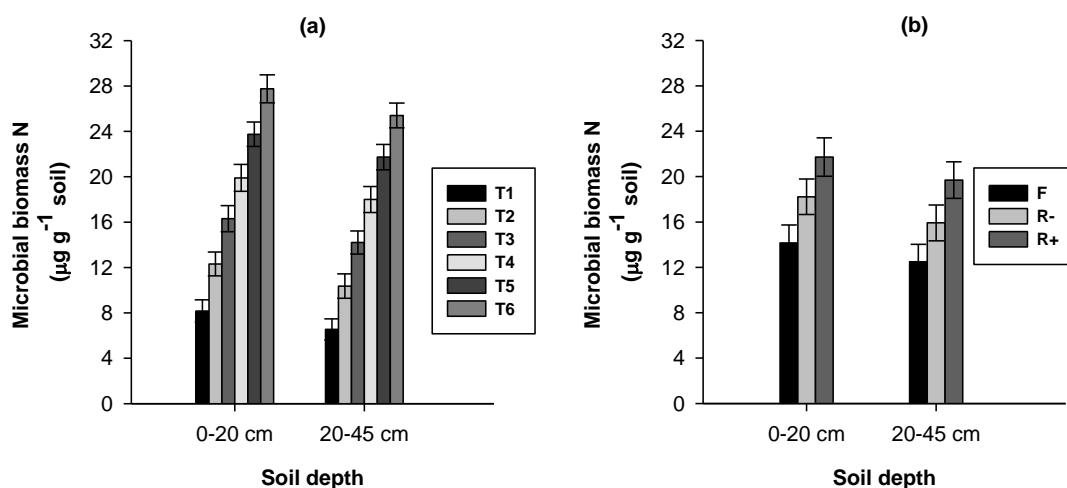 (a)
Microbial biomass N
(μg g⁻¹ soil)
32
28
24
20
16
12
8
4
0
0-20 cm
20-45 cm
Soil depth
T1
T2
T3
T4
T5
T6
(b)
Microbial biomass N
(μg g⁻¹ soil)
32
28
24
20
16
12
8
4
0
0-20 cm
20-45 cm
Soil depth
F
R-
R+